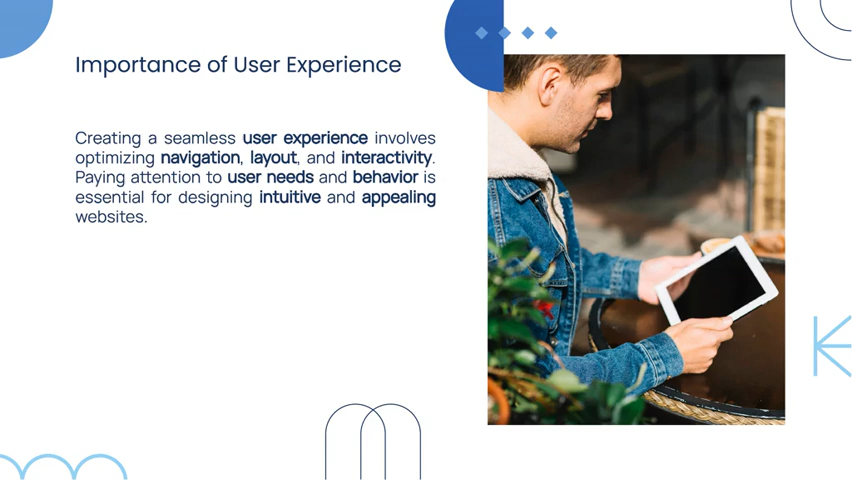 Importance of User Experience
Creating a seamless user experience involves
optimizing navigation, layout, and interactivity.
Paying attention to user needs and behavior is
essential for designing intuitive and appealing
websites.